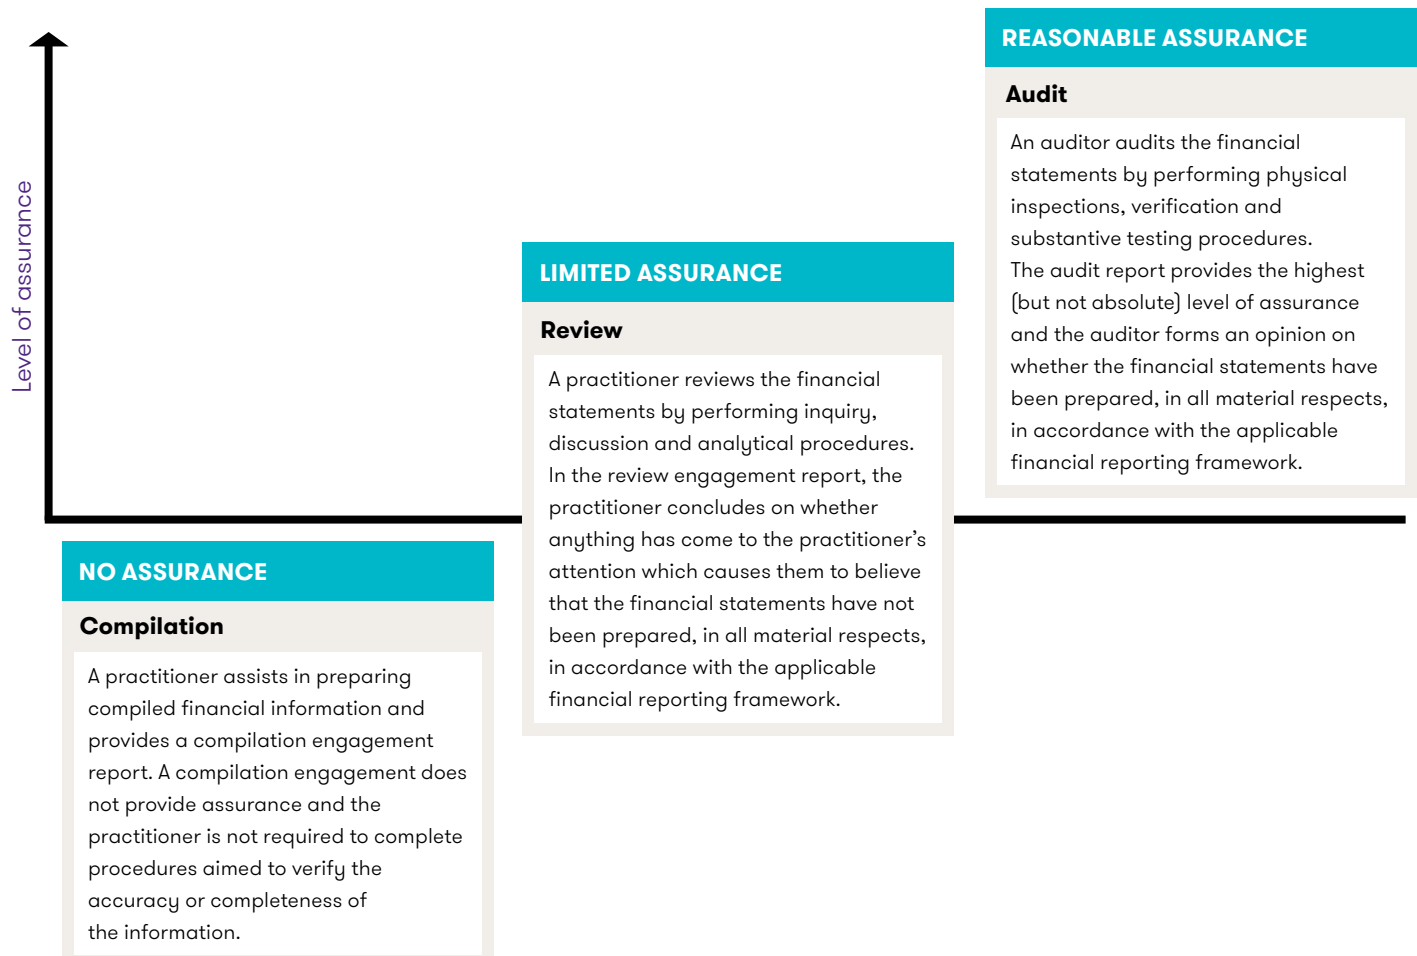 Level of assurance
NO ASSURANCE
Compilation
A practitioner assists in preparing
compiled financial information and
provides a compilation engagement
report. A compilation engagement does
not provide assurance and the
practitioner is not required to complete
procedures aimed to verify the
accuracy or completeness of
the information.
LIMITED ASSURANCE
Review
A practitioner reviews the financial
statements by performing inquiry,
discussion and analytical procedures.
In the review engagement report, the
practitioner concludes on whether
anything has come to the practitioner’s
attention which causes them to believe
that the financial statements have not
been prepared, in all material respects,
in accordance with the applicable
financial reporting framework.
REASONABLE ASSURANCE
Audit
An auditor audits the financial
statements by performing physical
inspections, verification and
substantive testing procedures.
The audit report provides the highest
(but not absolute) level of assurance
and the auditor forms an opinion on
whether the financial statements have
been prepared, in all material respects,
in accordance with the applicable
financial reporting framework.